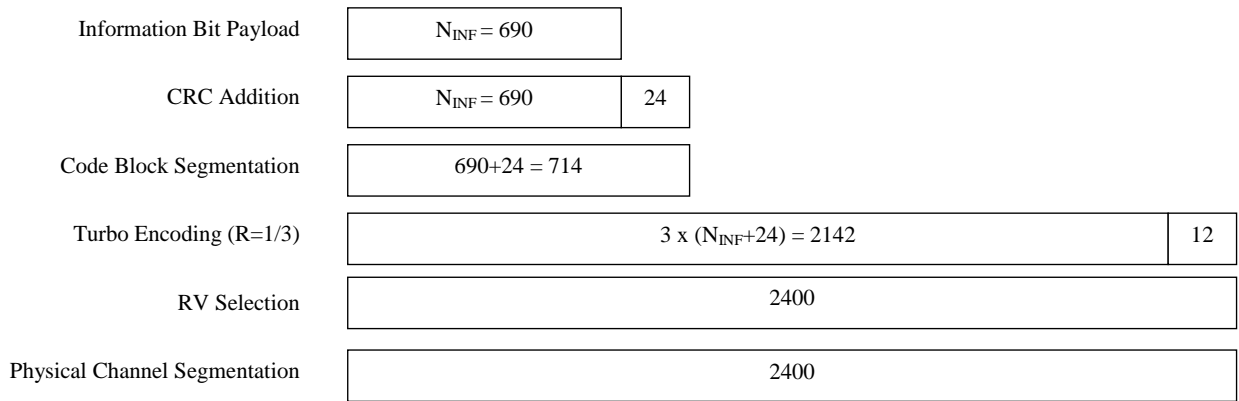 Information Bit Payload N_INF = 690
CRC Addition N_INF = 690 24
Code Block Segmentation 690+24 = 714
Turbo Encoding (R=1/3) 3 x (N_INF+24) = 2142 12
RV Selection 2400
Physical Channel Segmentation 2400